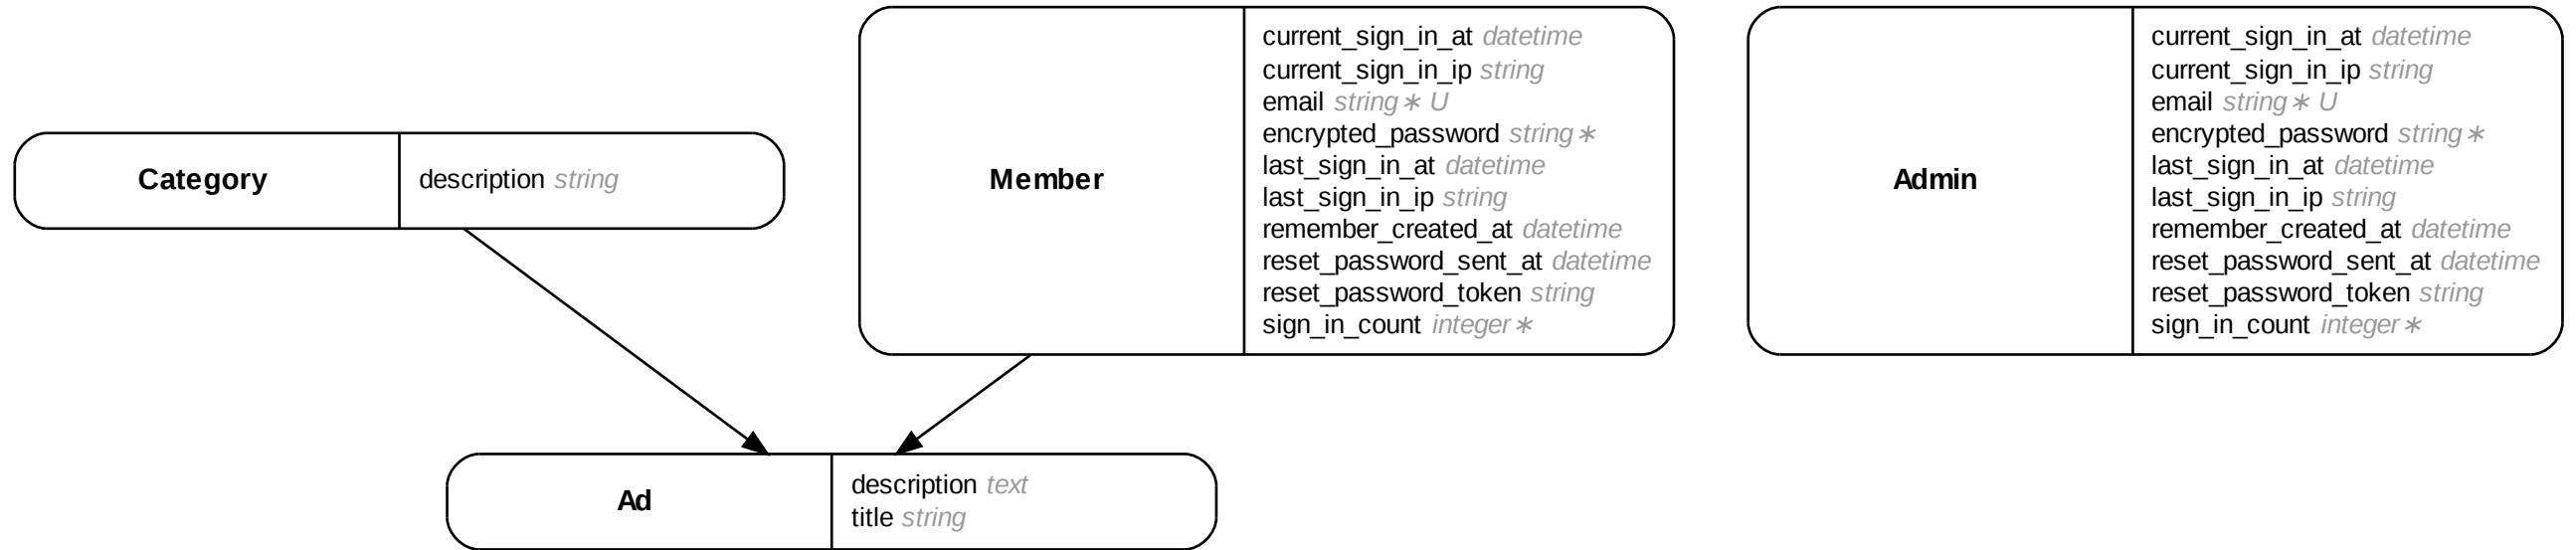 Category
description string
Member
current_sign_in_at datetime
current_sign_in_ip string
email string∗ U
encrypted_password string∗
last_sign_in_at datetime
last_sign_in_ip string
remember_created_at datetime
reset_password_sent_at datetime
reset_password_token string
sign_in_count integer∗
Admin
current_sign_in_at datetime
current_sign_in_ip string
email string∗ U
encrypted_password string∗
last_sign_in_at datetime
last_sign_in_ip string
remember_created_at datetime
reset_password_sent_at datetime
reset_password_token string
sign_in_count integer∗
Ad
description text
title string